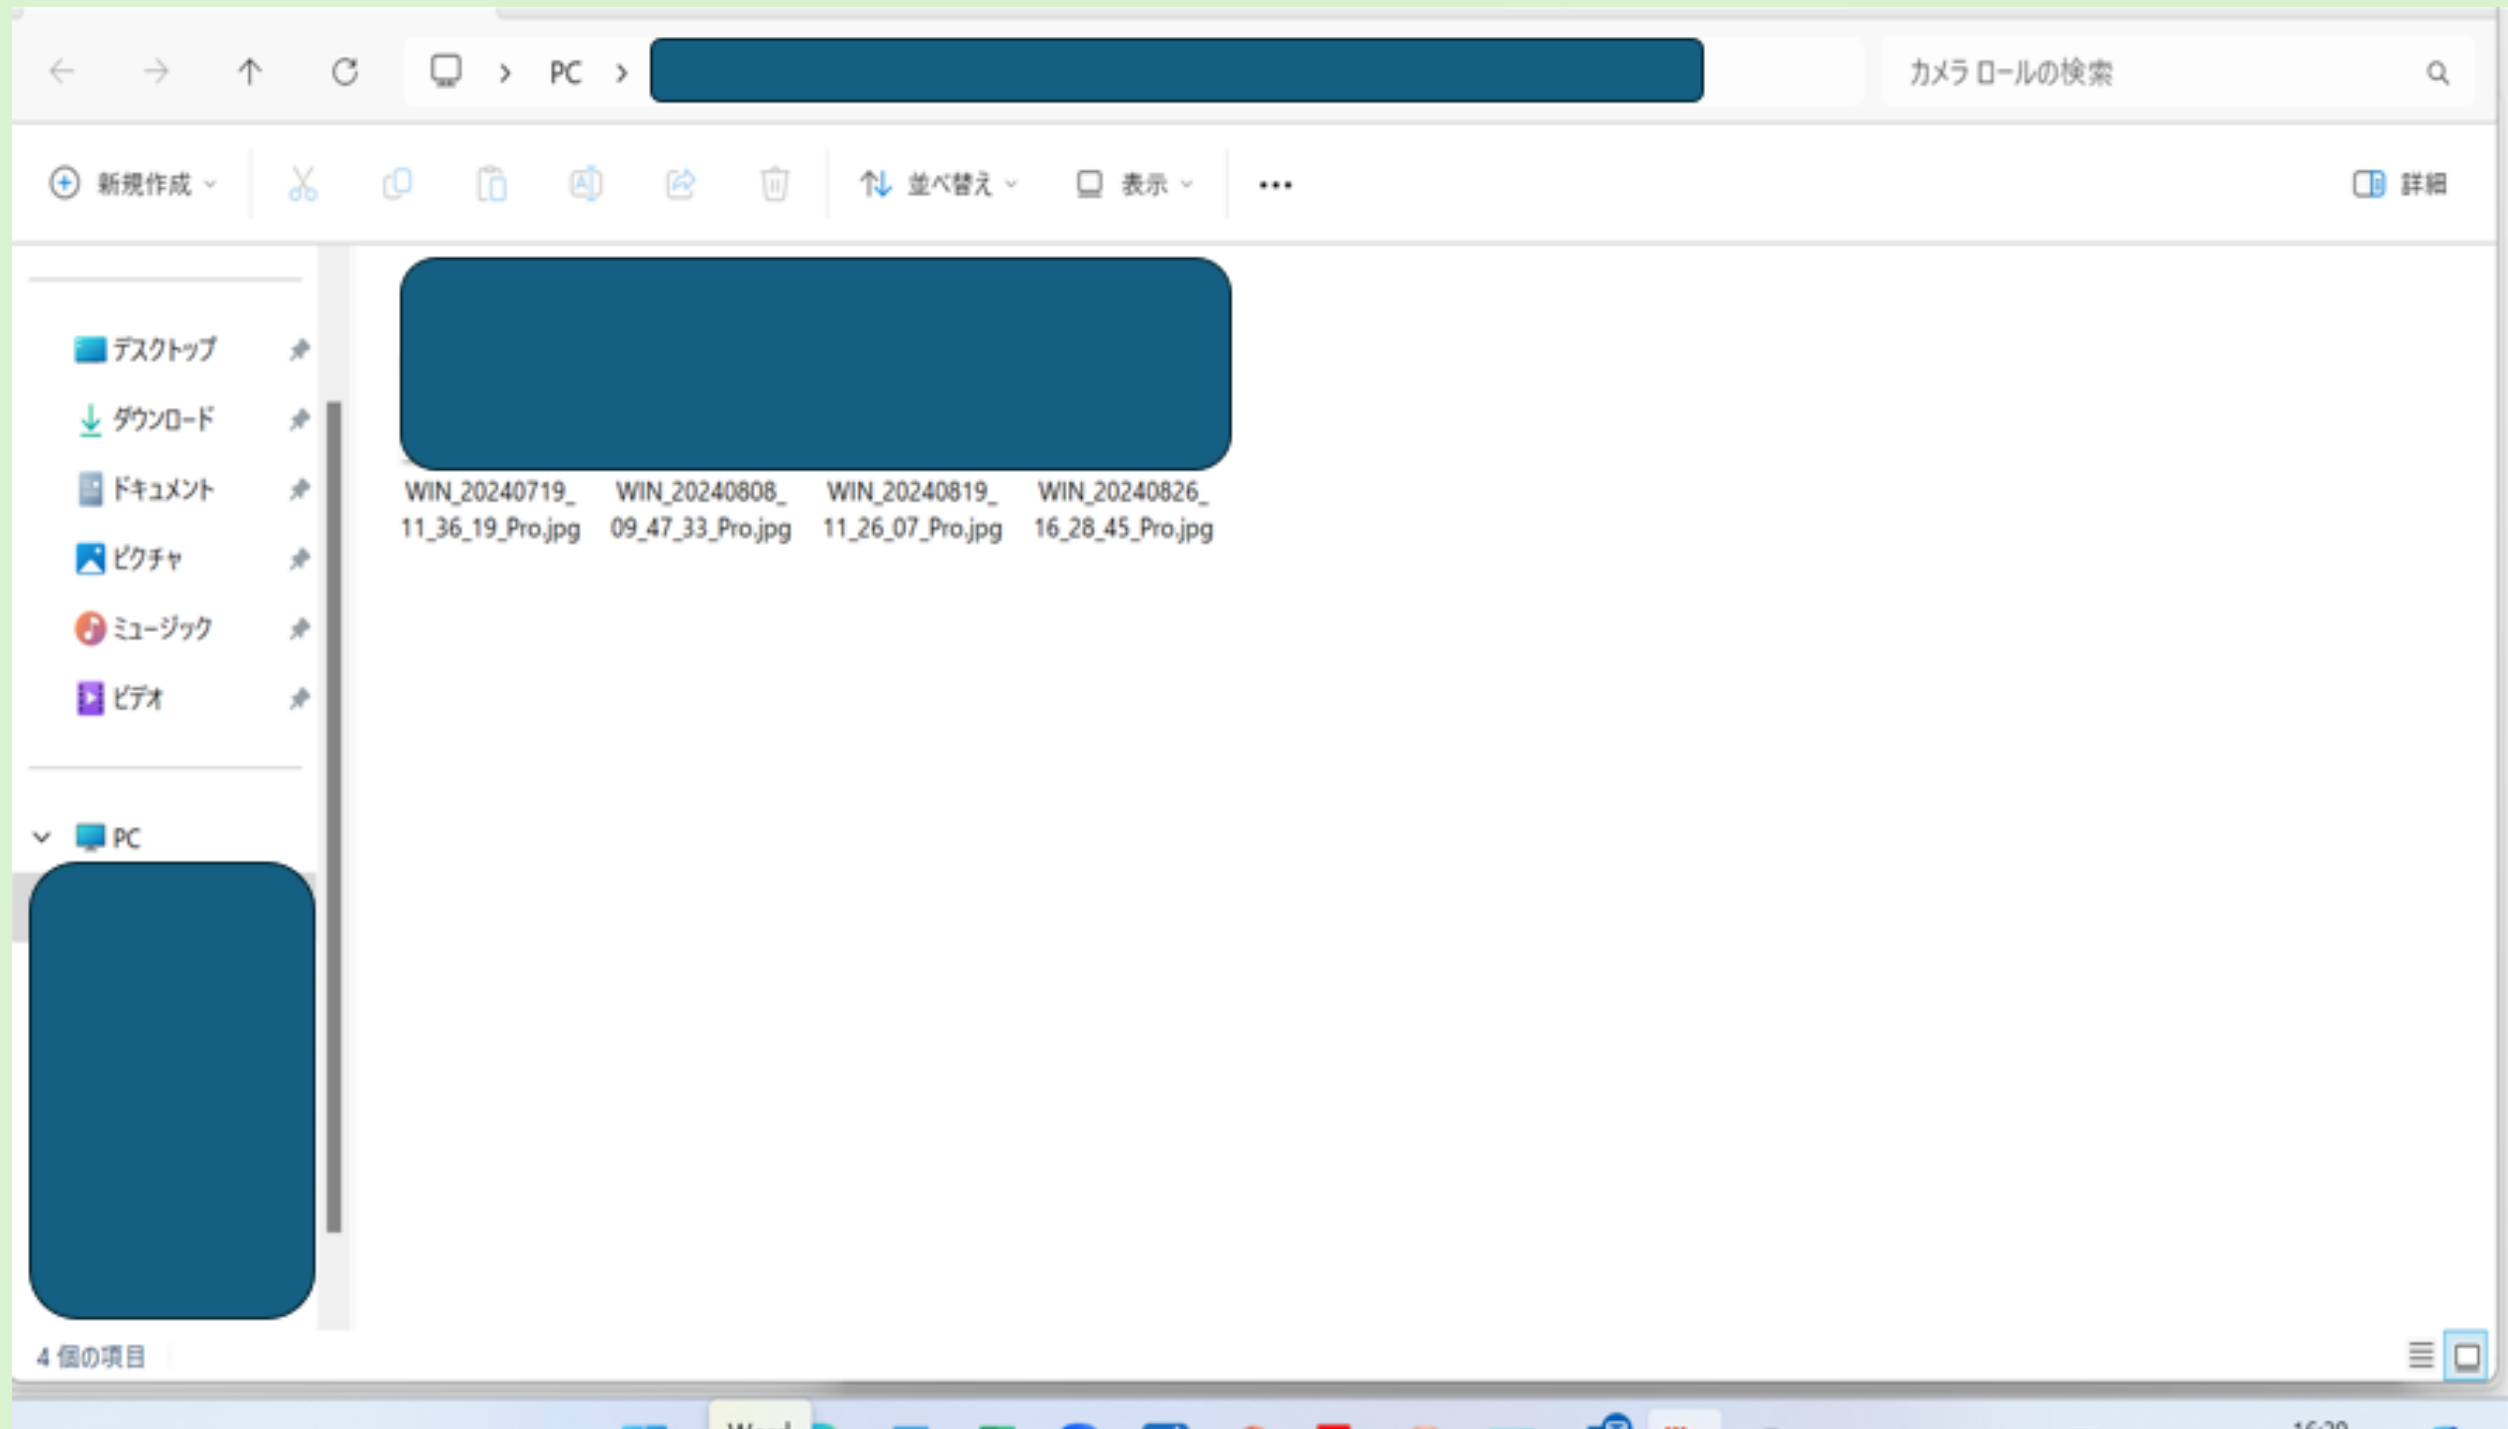 PC
カメラ ロールの検索
新規作成
並べ替え
表示
詳細
デスクトップ
ダウンロード
ドキュメント
ピクチャ
ミュージック
ビデオ
PC
WIN_20240719_
11_36_19_Pro.jpg
WIN_20240808_
09_47_33_Pro.jpg
WIN_20240819_
11_26_07_Pro.jpg
WIN_20240826_
16_28_45_Pro.jpg
4 個の項目